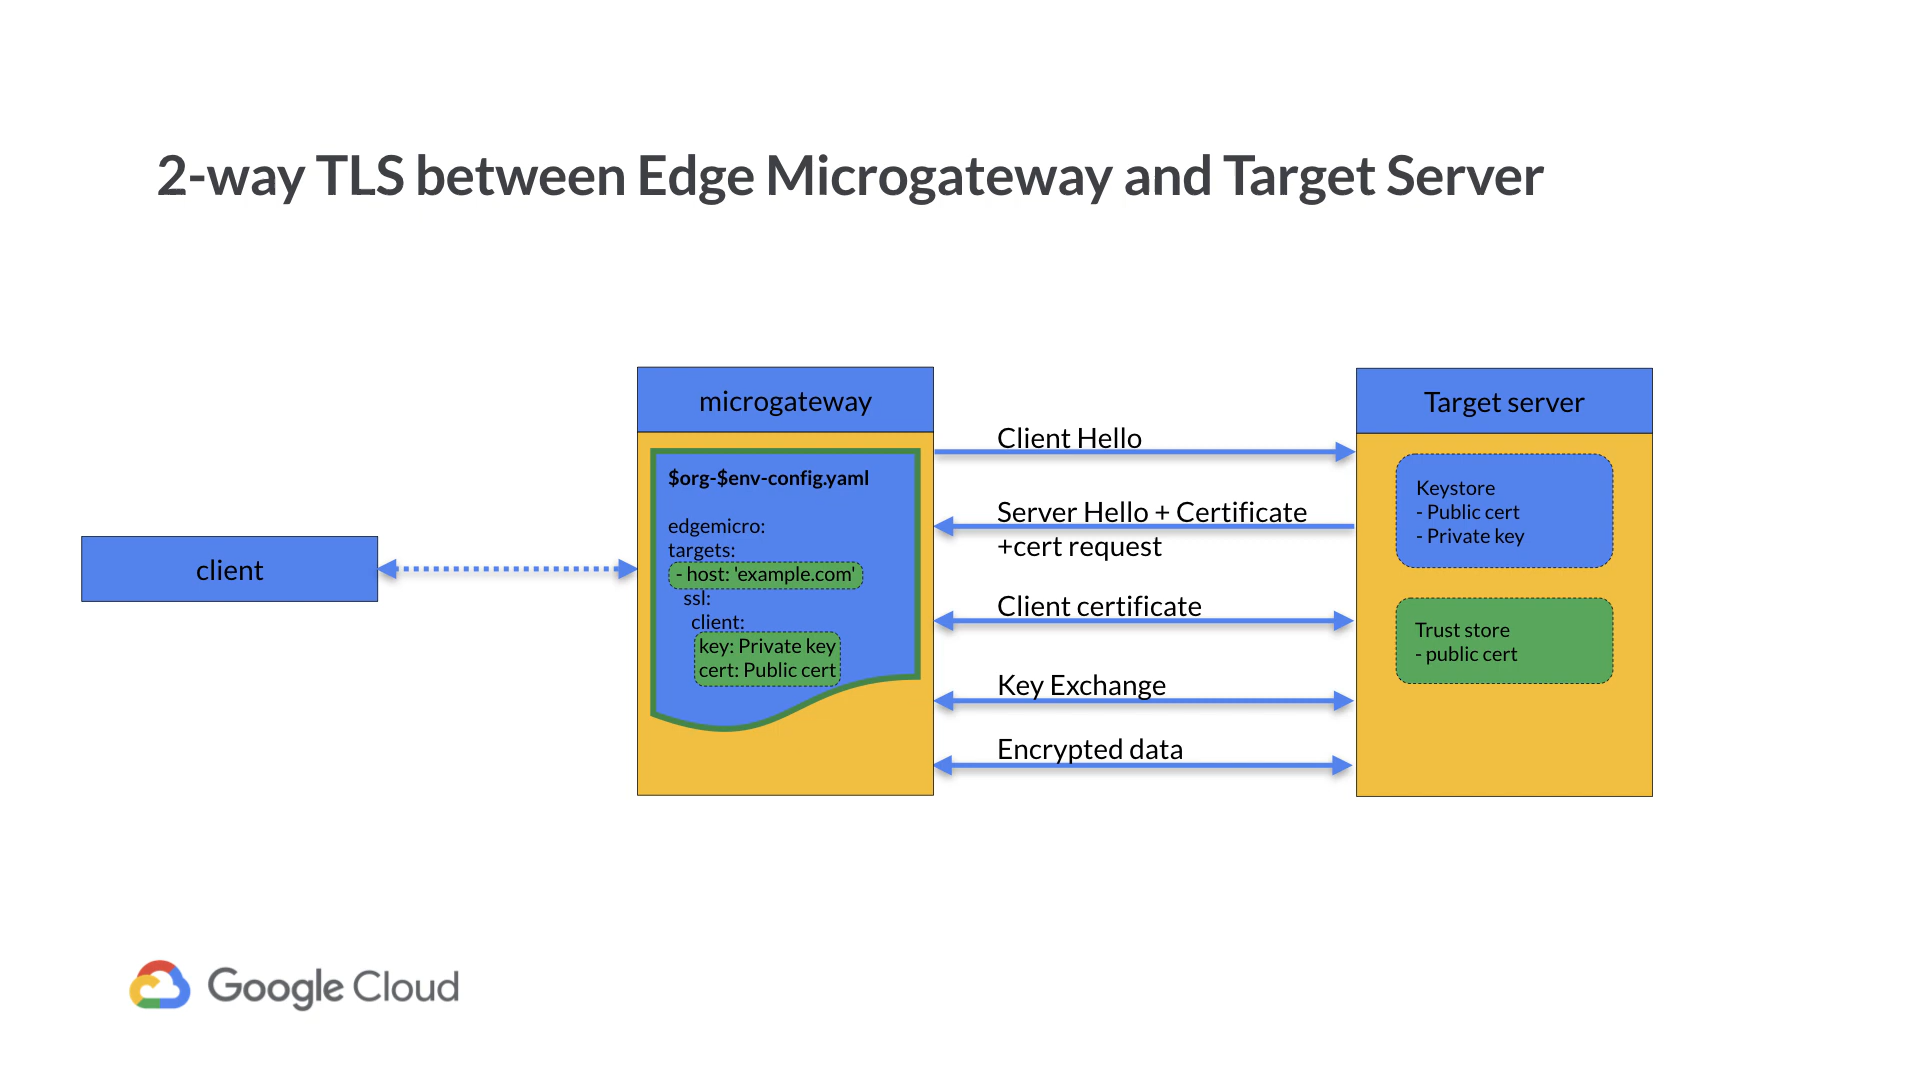 2-way TLS between Edge Microgateway and Target Server
client
microgateway
$org-$env-config.yaml
edgemicro:
targets:
- host: 'example.com'
ssl:
client:
key: Private key
cert: Public cert
Client Hello
Server Hello + Certificate
+cert request
Client certificate
Key Exchange
Encrypted data
Target server
Keystore
- Public cert
- Private key
Trust store
- public cert
Google Cloud